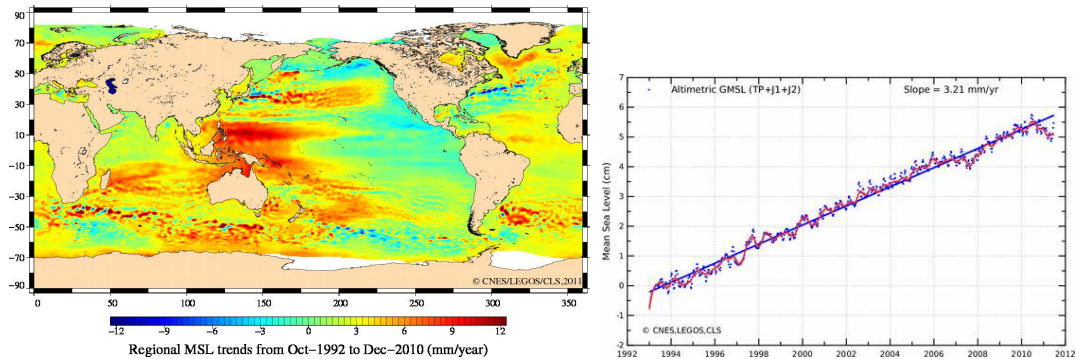 70
50
30
10
−10
−30
−50
−70
−90
© CNES/LEGOS/CLS,2011
0 50 100 150 200 250 300 350
−12 −9 −6 −3 0 3 6 9 12
Regional MSL trends from Oct−1992 to Dec−2010 (mm/year)
Altimetric GMSL (TP+J1+J2) Slope = 3.21 mm/yr
Mean Sea Level (cm)
7
6
5
4
3
2
1
0
-1
-2
© CNES,LEGOS,CLS
1992 1994 1996 1998 2000 2002 2004 2006 2008 2010 2012